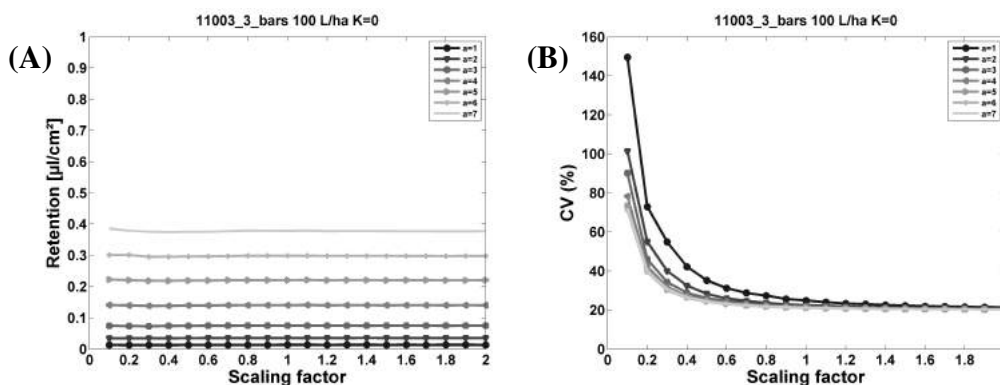 (A)
11003_3_bars 100 L/ha K=0
Retention [µl/cm²]
1
0.9
0.8
0.7
0.6
0.5
0.4
0.3
0.2
0.1
0
0 0.2 0.4 0.6 0.8 1 1.2 1.4 1.6 1.8 2
Scaling factor
a=1
a=2
a=3
a=4
a=5
a=6
a=7
(B)
11003_3_bars 100 L/ha K=0
CV (%)
160
140
120
100
80
60
40
20
0
0 0.2 0.4 0.6 0.8 1 1.2 1.4 1.6 1.8
Scaling factor
a=1
a=2
a=3
a=4
a=5
a=6
a=7